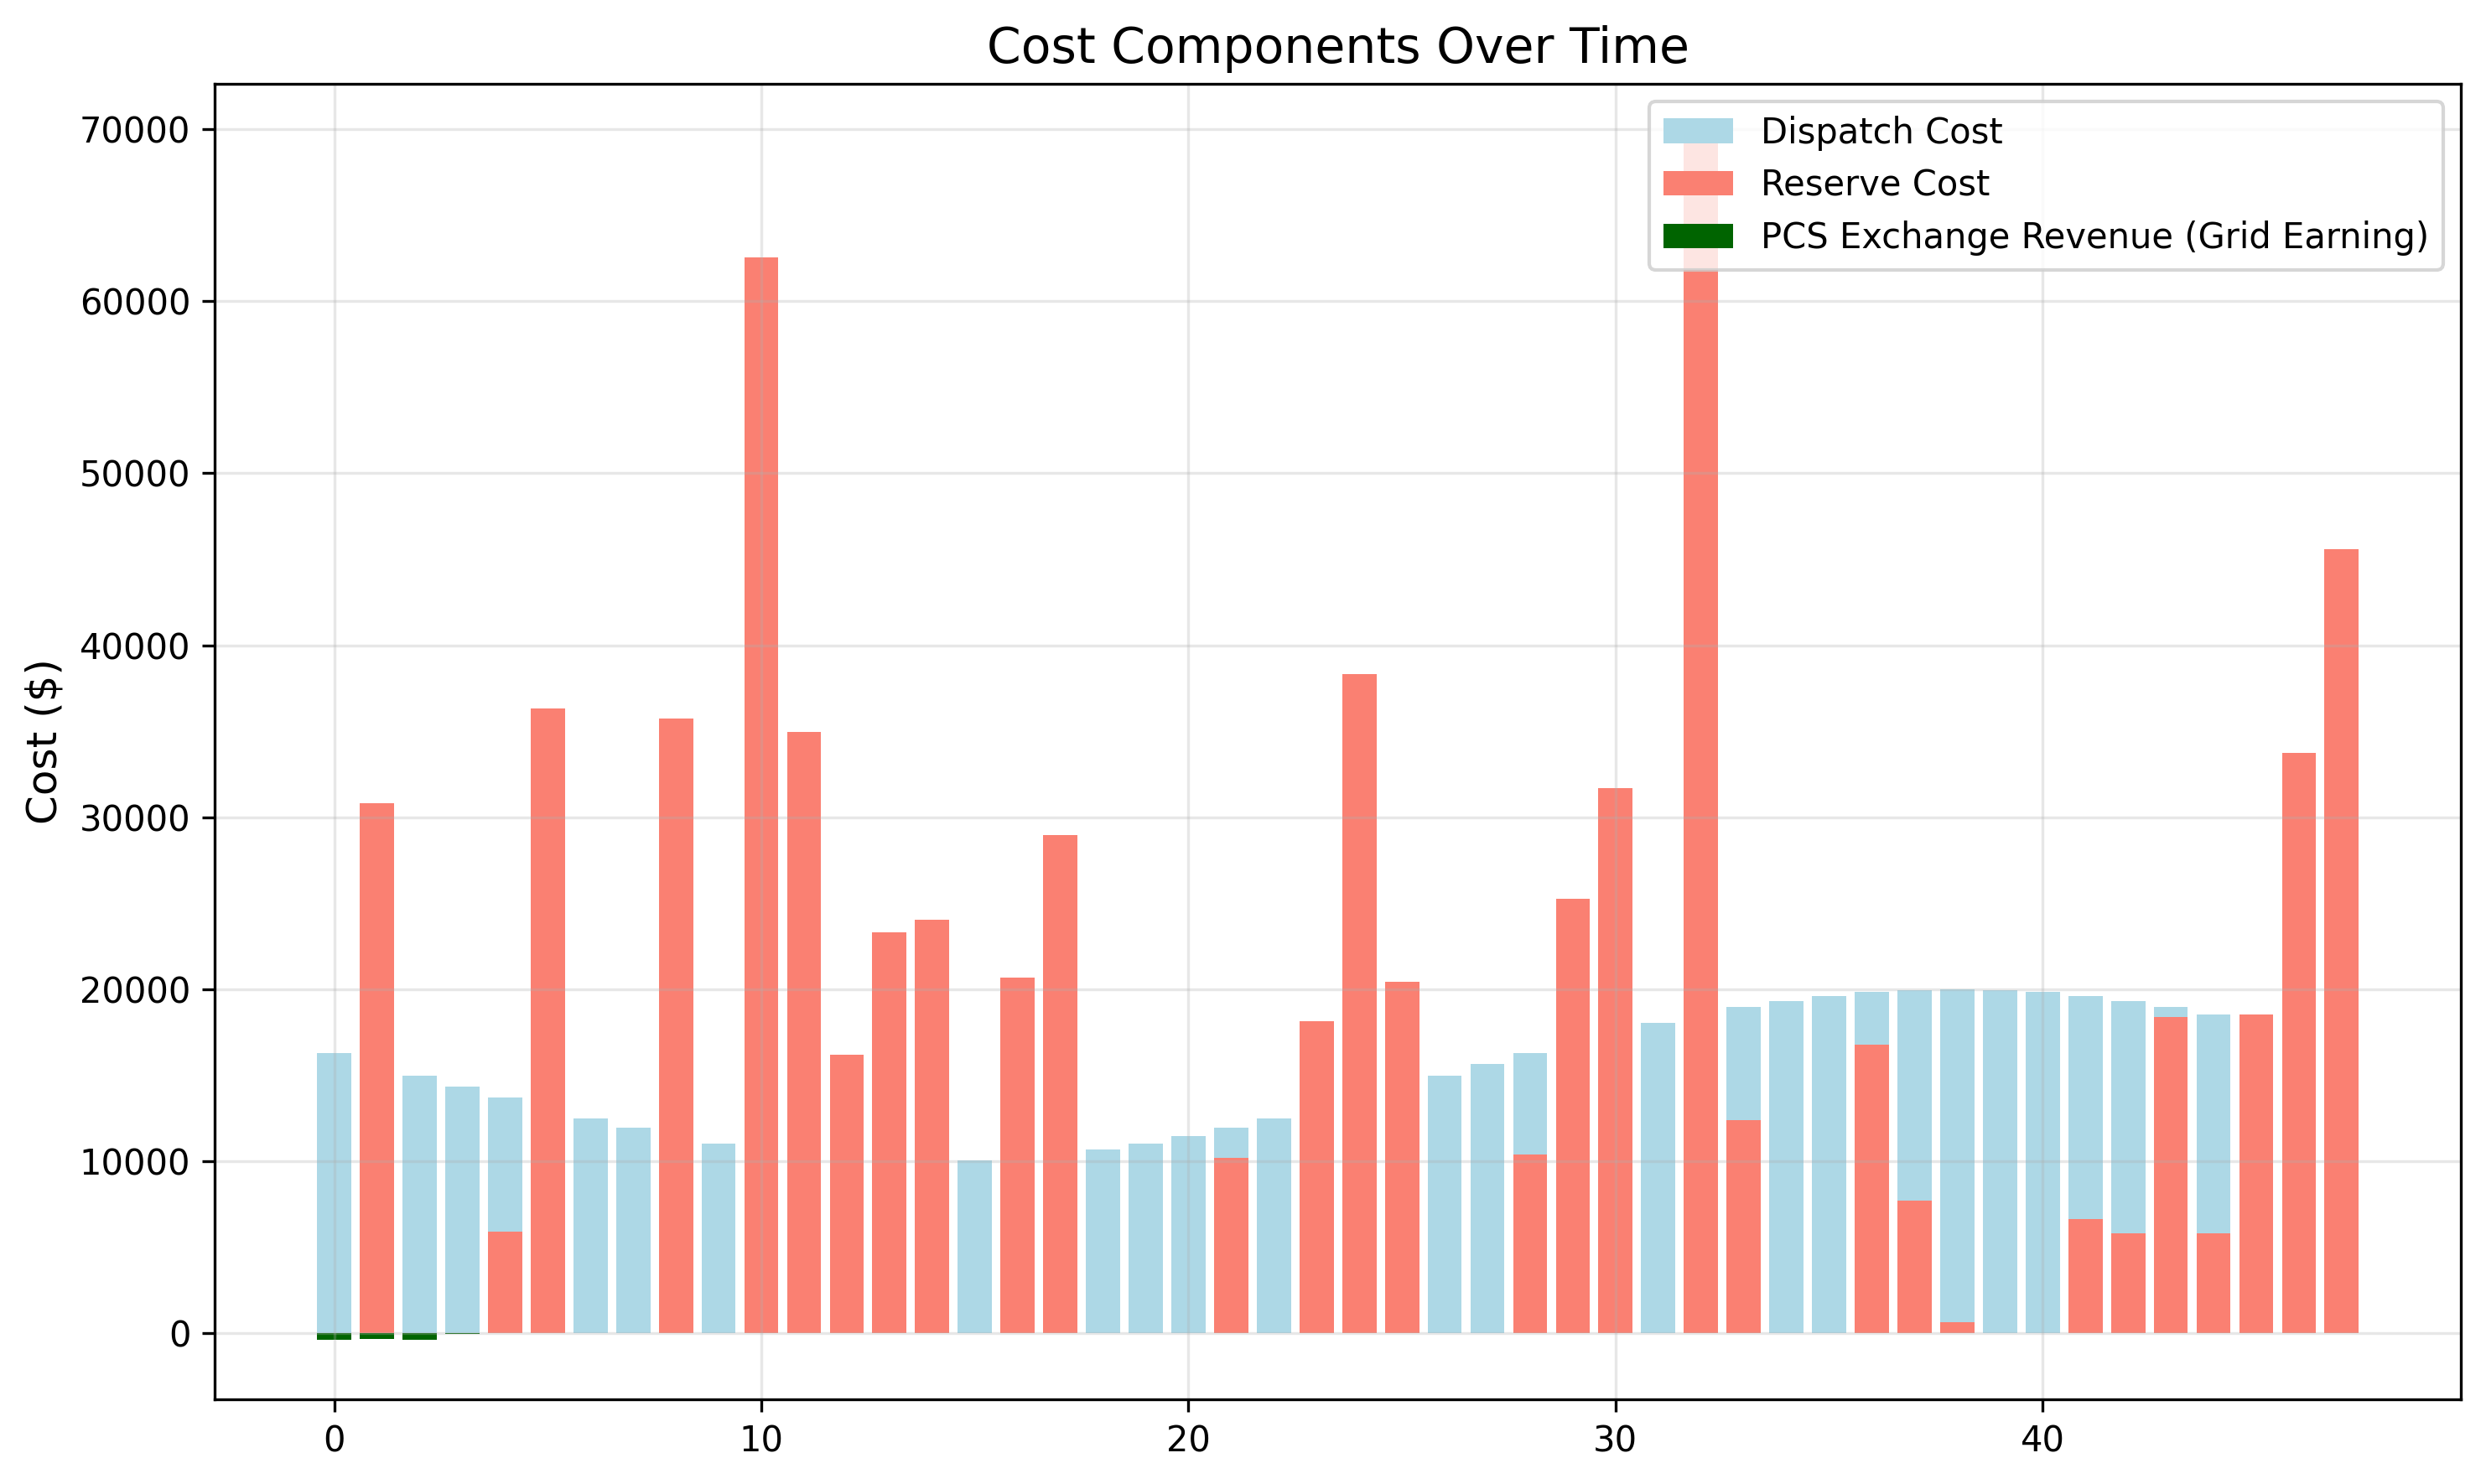 Cost Components Over Time
Dispatch Cost
Reserve Cost
PCS Exchange Revenue (Grid Earning)
Cost ($)
70000
60000
50000
40000
30000
20000
10000
0
0 10 20 30 40